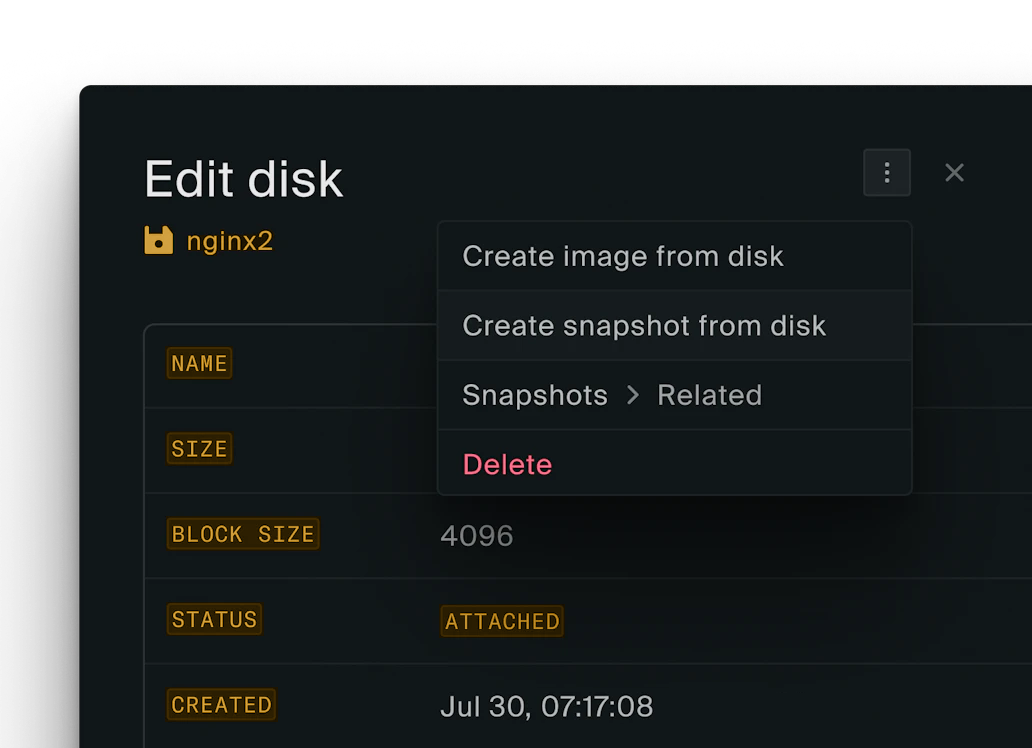 Edit disk
nginx2
Create image from disk
Create snapshot from disk
Snapshots > Related
Delete
NAME
SIZE
BLOCK SIZE 4096
STATUS ATTACHED
CREATED Jul 30, 07:17:08